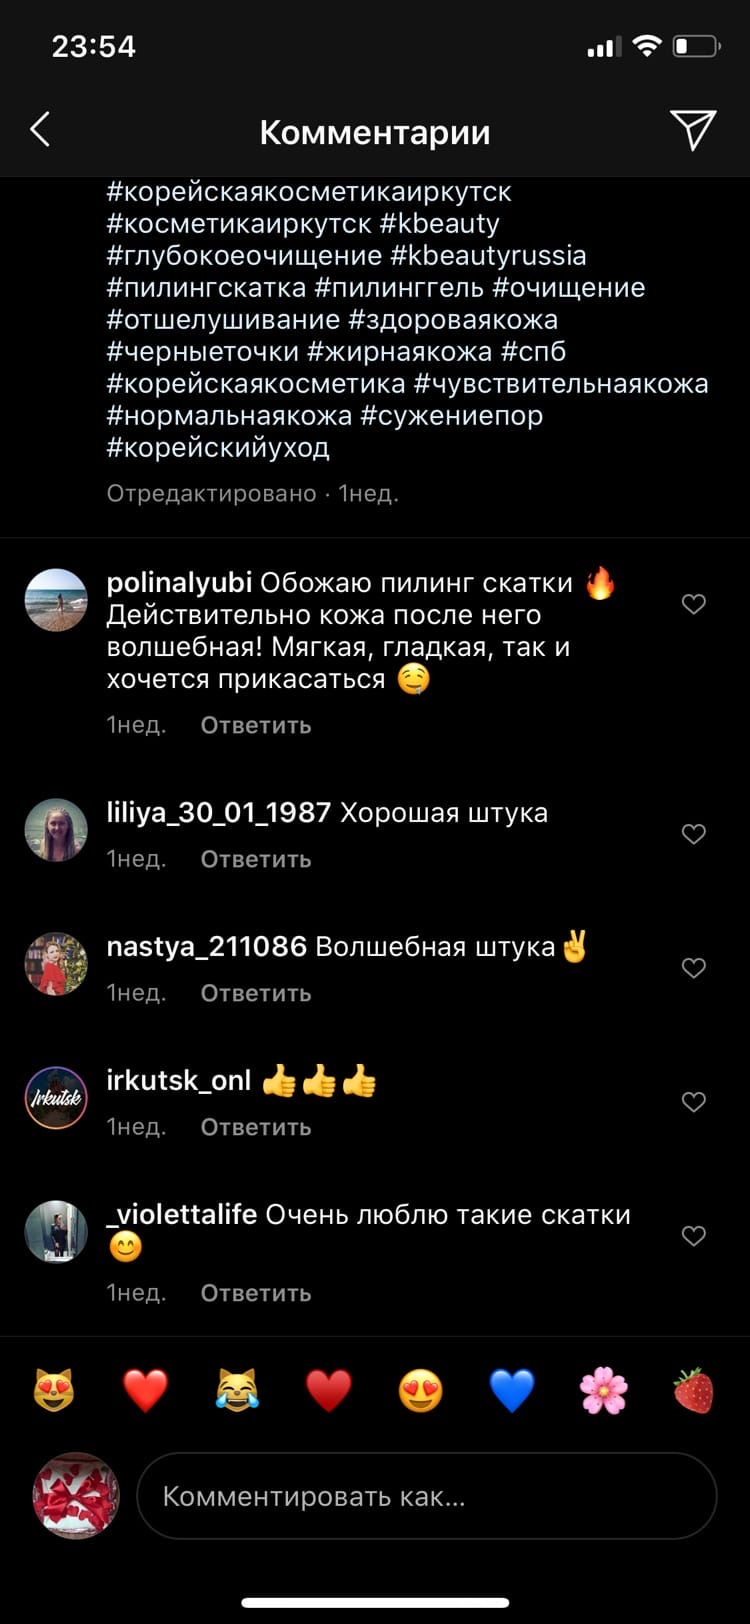 23:54
Комментарии
#корейскаякосметикаиркутск
#косметикаиркутск #kbeauty
#глубокоеочищение #kbeautyrussia
#пилингскатка #пилинггель #очищение
#отшелушивание #здороваякожа
#черныеточки #жирнаякожа #спб
#корейскаякосметика #чувствительнаякожа
#нормальнаякожа #сужениепор
#корейскийуход
Отредактировано · 1нед.
polinalyubi Обожаю пилинг скатки 🔥
Действительно кожа после него
волшебная! Мягкая, гладкая, так и
хочется прикасаться 🤤
1нед. Ответить
liliya_30_01_1987 Хорошая штука
1нед. Ответить
nastya_211086 Волшебная штука✌
1нед. Ответить
Irkutsk
irkutsk_onl 👍👍👍
1нед. Ответить
_violettalife Очень люблю такие скатки
😊
1нед. Ответить
😻 ❤️ 😹 ♥️ 😍 💙 🌸 🍓
Комментировать как...